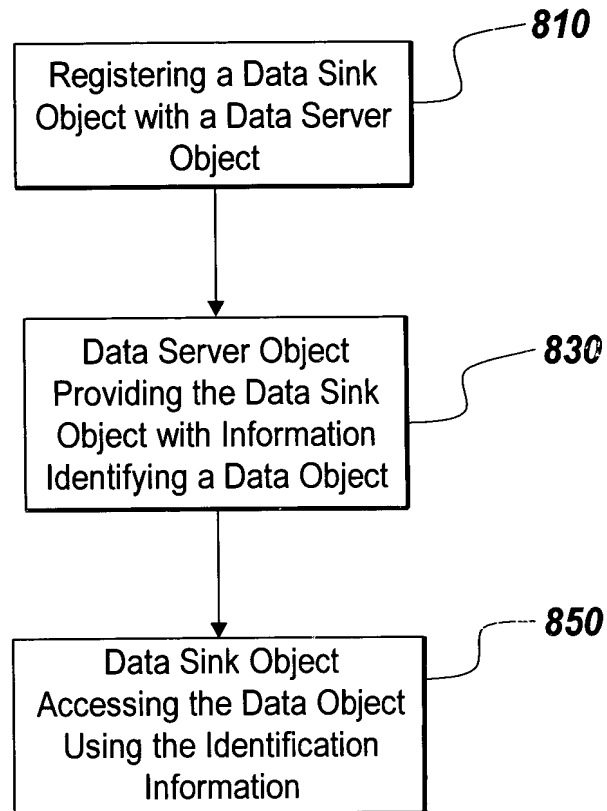 810
Registering a Data Sink
Object with a Data Server
Object
830
Data Server Object
Providing the Data Sink
Object with Information
Identifying a Data Object
850
Data Sink Object
Accessing the Data Object
Using the Identification
Information